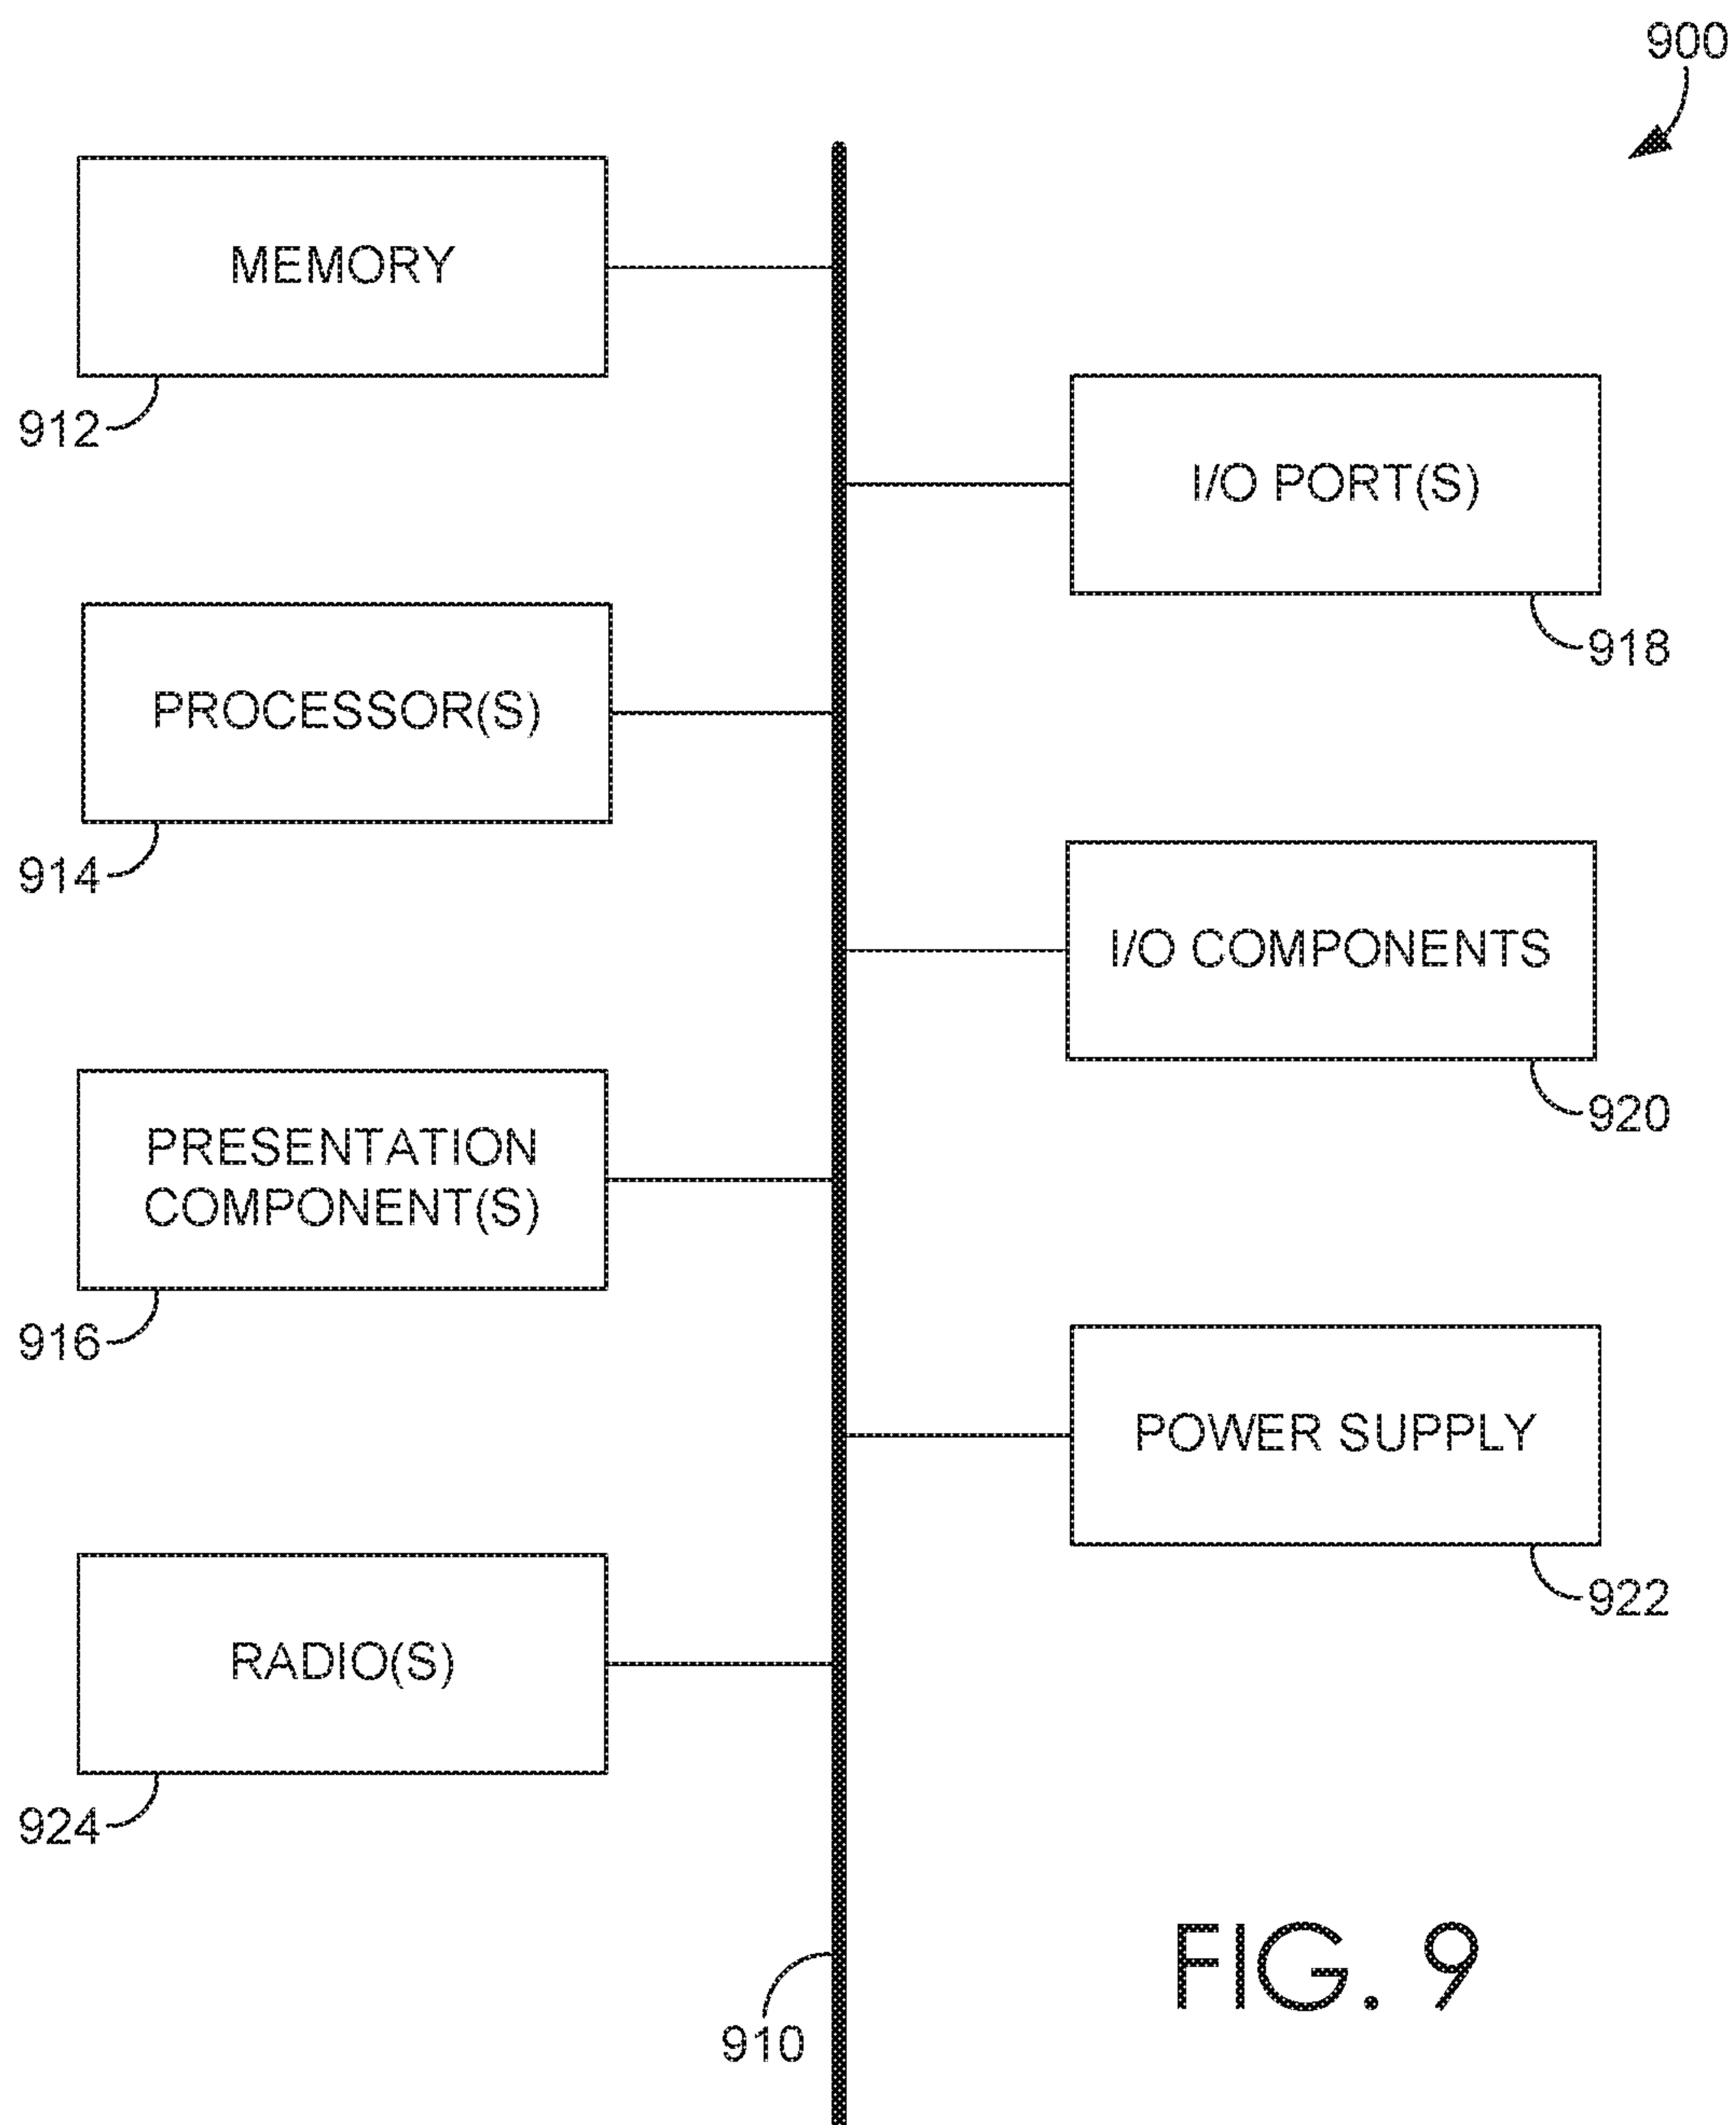 900
MEMORY
912
I/O PORT(S)
918
PROCESSOR(S)
914
I/O COMPONENTS
920
PRESENTATION
COMPONENT(S)
916
POWER SUPPLY
922
RADIO(S)
924
910
FIG. 9